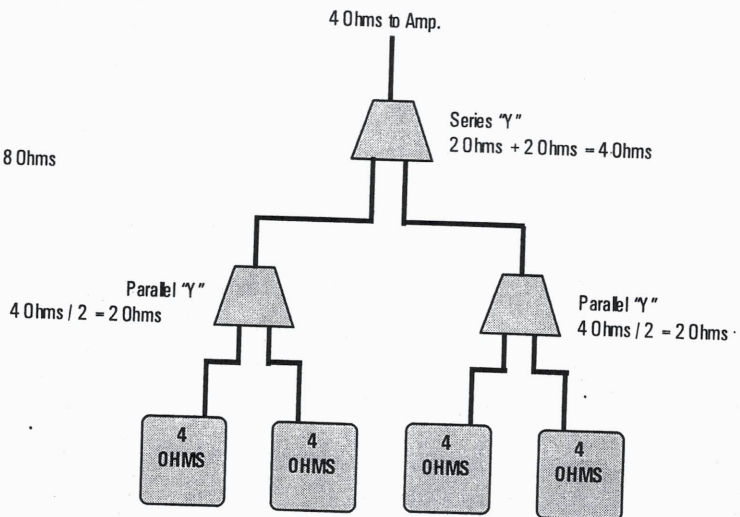 4 Ohms to Amp.
Series "Y"
2 Ohms + 2 Ohms = 4 Ohms
8 Ohms
Parallel "Y"
4 Ohms / 2 = 2 Ohms
Parallel "Y"
4 Ohms / 2 = 2 Ohms
4
OHMS
4
OHMS
4
OHMS
4
OHMS